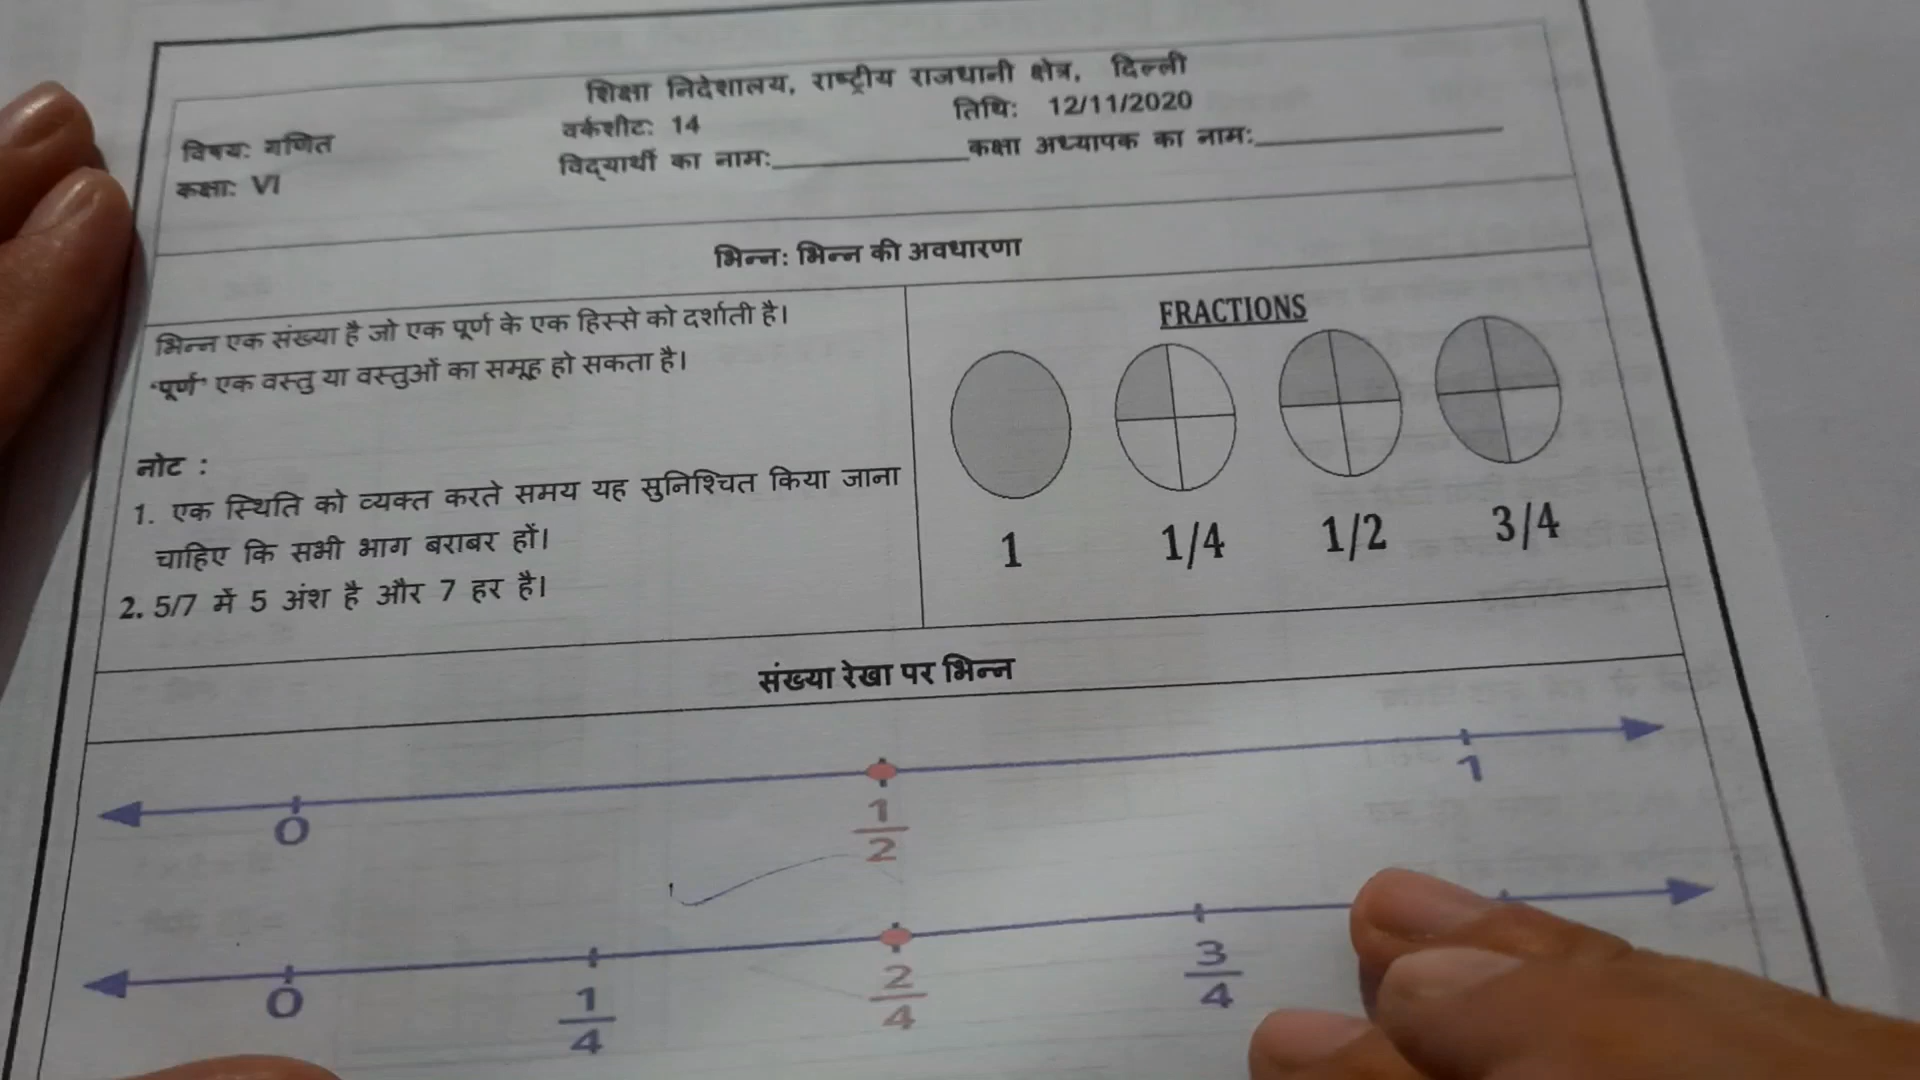 शिक्षा निदेशालय, राष्ट्रीय राजधानी क्षेत्र, दिल्ली
विषय: गणित वर्कशीट: 14 तिथि: 12/11/2020
कक्षा: VI विद्यार्थी का नाम:____________ कक्षा अध्यापक का नाम:________________
भिन्न: भिन्न की अवधारणा
भिन्न एक संख्या है जो एक पूर्ण के एक हिस्से को दर्शाती है।
'पूर्ण' एक वस्तु या वस्तुओं का समूह हो सकता है।
नोट :
1. एक स्थिति को व्यक्त करते समय यह सुनिश्चित किया जाना
चाहिए कि सभी भाग बराबर हों।
2. 5/7 में 5 अंश है और 7 हर है।
FRACTIONS
1 1/4 1/2 3/4
संख्या रेखा पर भिन्न
0 1/2 1
0 1/4 2/4 3/4